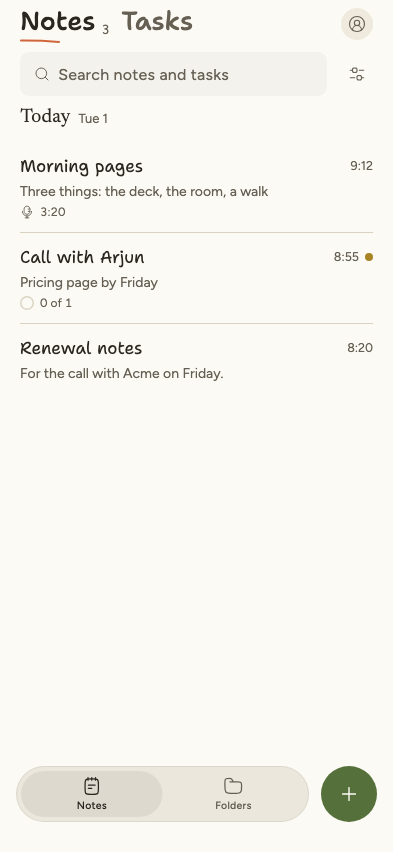 Notes 3 Tasks
Search notes and tasks
Today Tue 1
Morning pages 9:12
Three things: the deck, the room, a walk
3:20
Call with Arjun 8:55
Pricing page by Friday
0 of 1
Renewal notes 8:20
For the call with Acme on Friday.
Notes Folders